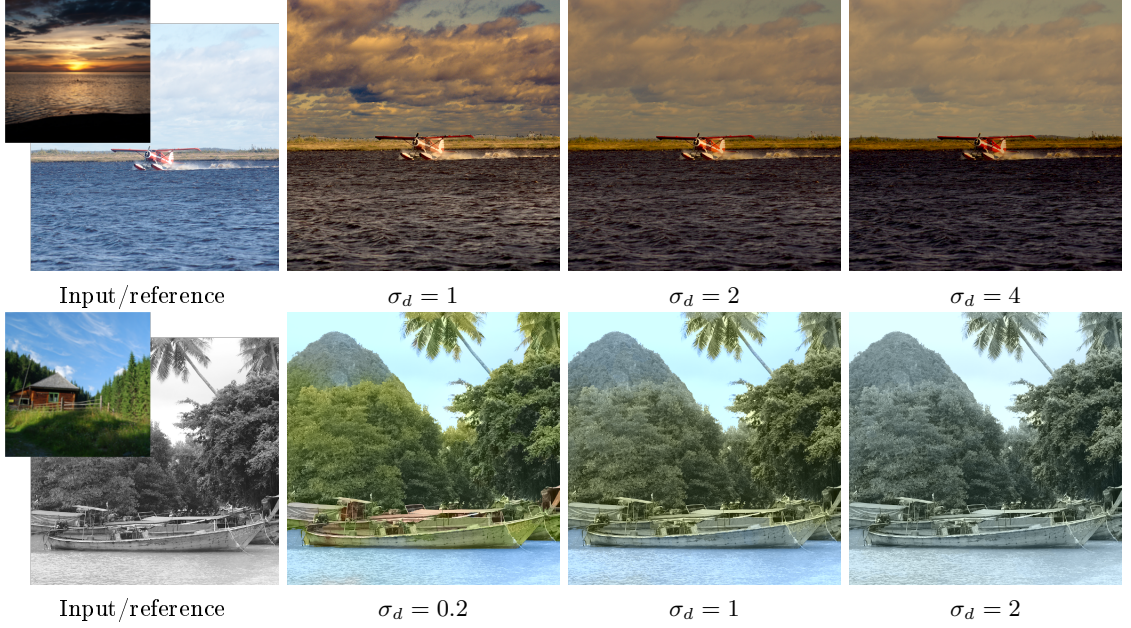 Input/reference σ_d = 1 σ_d = 2 σ_d = 4
Input/reference σ_d = 0.2 σ_d = 1 σ_d = 2